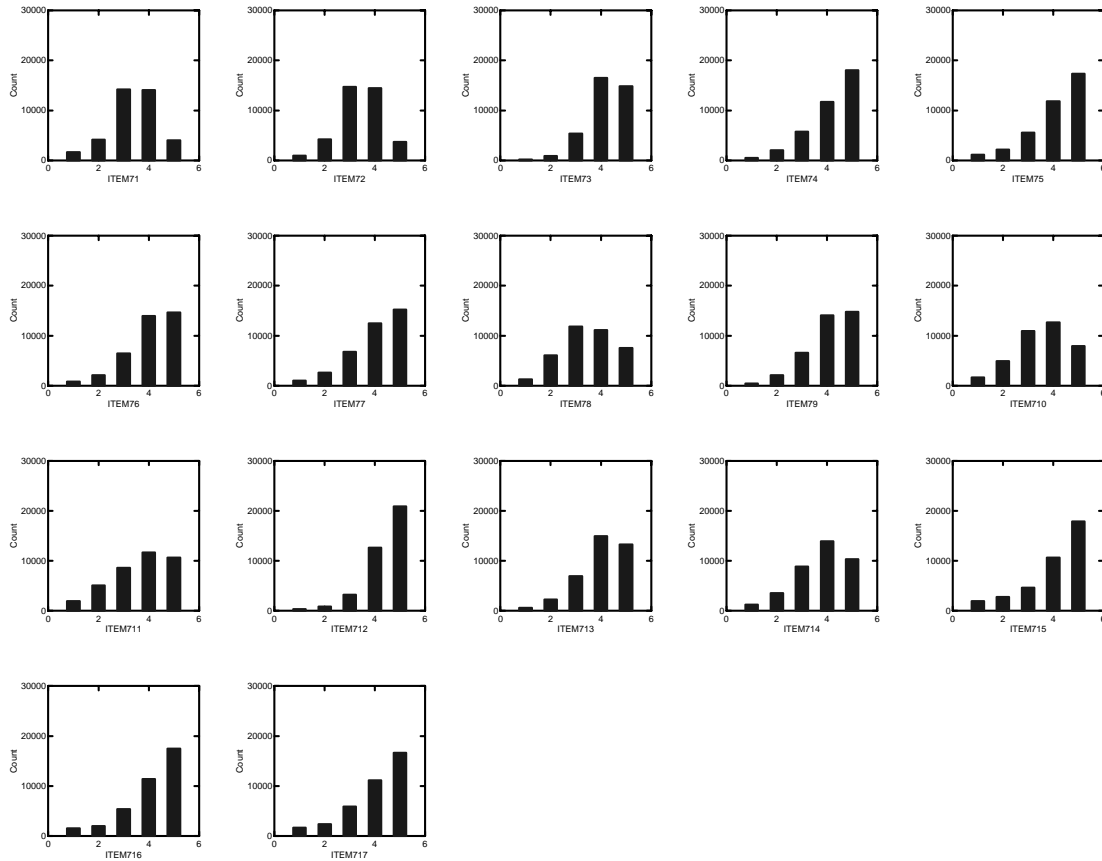 30000
20000
Count
10000
0
0 2 4 6
ITEM71
30000
20000
Count
10000
0
0 2 4 6
ITEM72
30000
20000
Count
10000
0
0 2 4 6
ITEM73
30000
20000
Count
10000
0
0 2 4 6
ITEM74
30000
20000
Count
10000
0
0 2 4 6
ITEM75
30000
20000
Count
10000
0
0 2 4 6
ITEM76
30000
20000
Count
10000
0
0 2 4 6
ITEM77
30000
20000
Count
10000
0
0 2 4 6
ITEM78
30000
20000
Count
10000
0
0 2 4 6
ITEM79
30000
20000
Count
10000
0
0 2 4 6
ITEM710
30000
20000
Count
10000
0
0 2 4 6
ITEM711
30000
20000
Count
10000
0
0 2 4 6
ITEM712
30000
20000
Count
10000
0
0 2 4 6
ITEM713
30000
20000
Count
10000
0
0 2 4 6
ITEM714
30000
20000
Count
10000
0
0 2 4 6
ITEM715
30000
20000
Count
10000
0
0 2 4 6
ITEM716
30000
20000
Count
10000
0
0 2 4 6
ITEM717